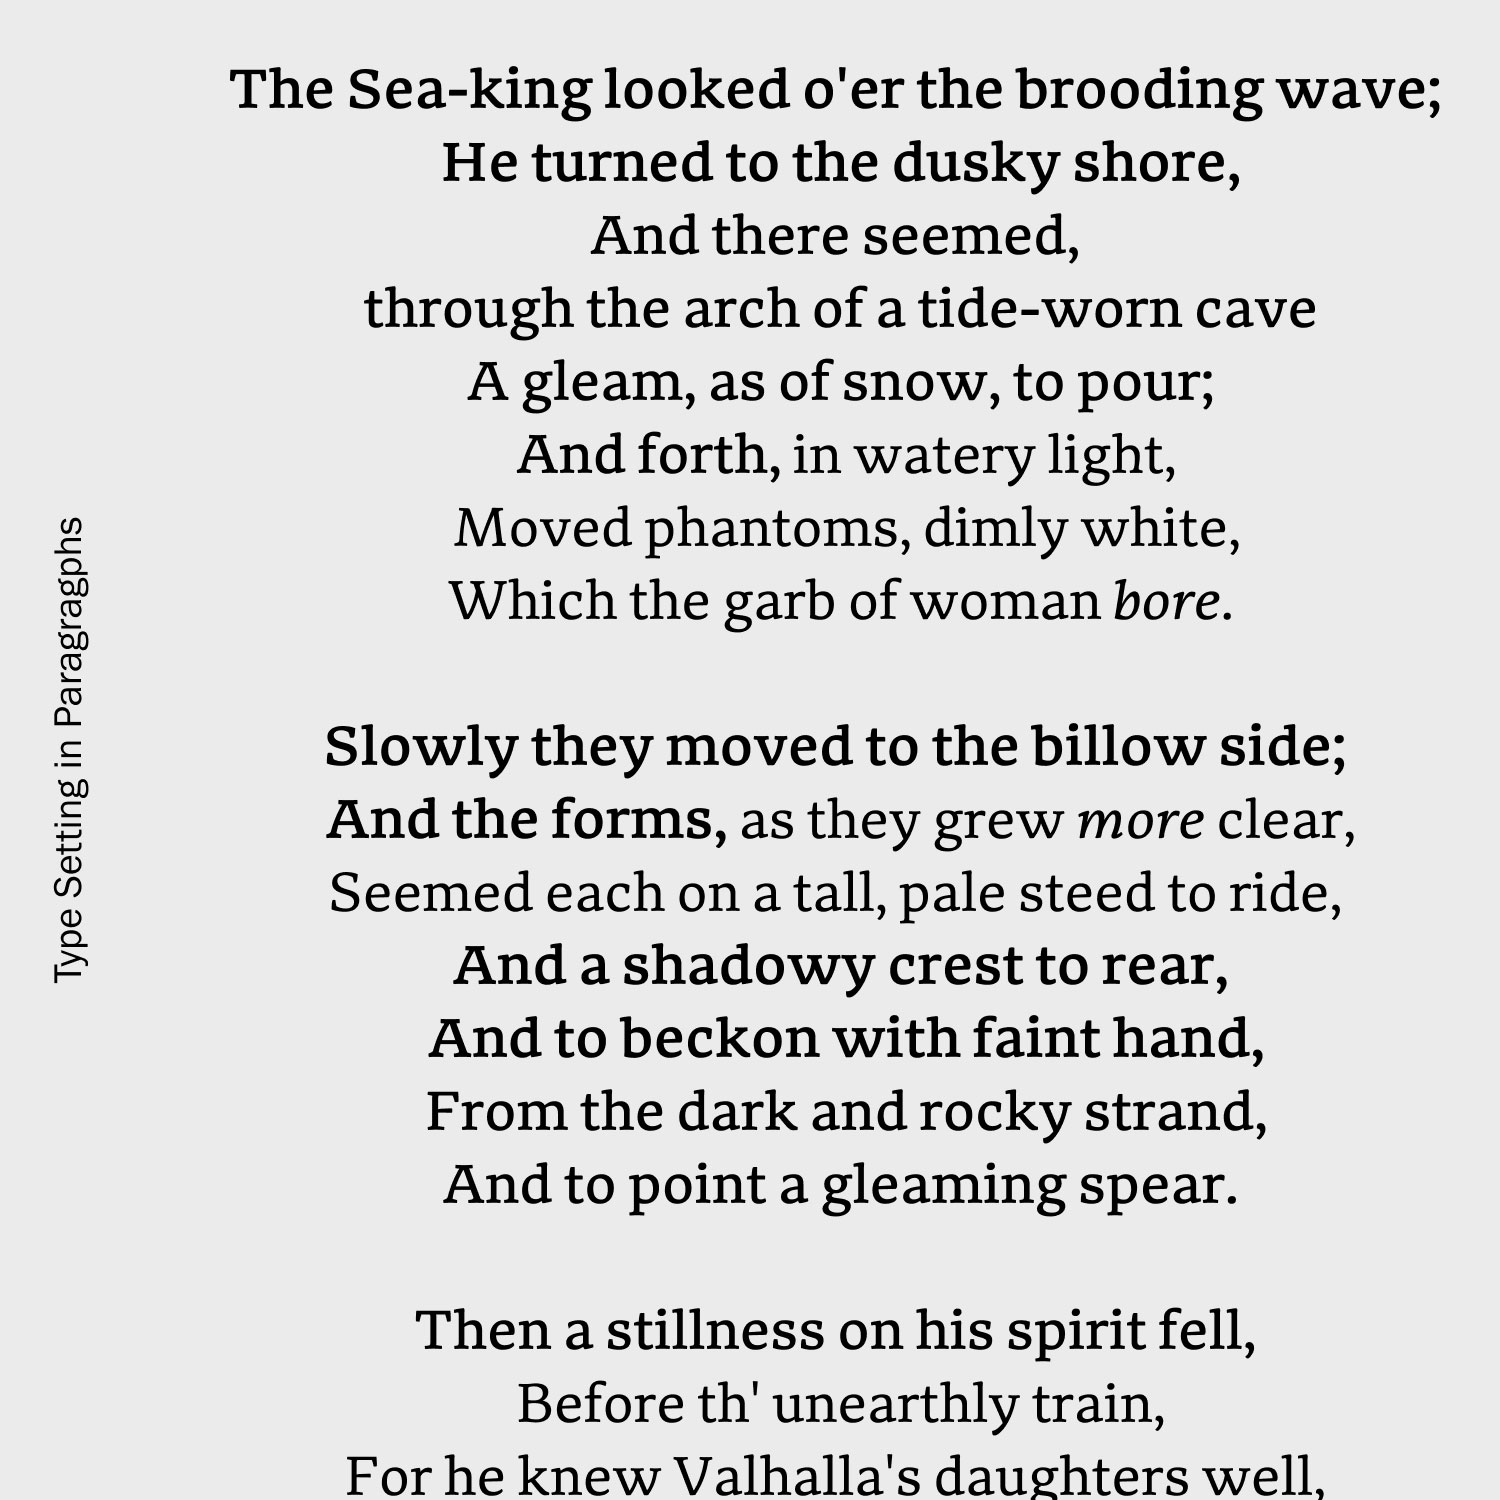 The Sea-king looked o'er the brooding wave;
He turned to the dusky shore,
And there seemed,
through the arch of a tide-worn cave
A gleam, as of snow, to pour;
And forth, in watery light,
Moved phantoms, dimly white,
Which the garb of woman bore.
Slowly they moved to the billow side;
And the forms, as they grew more clear,
Seemed each on a tall, pale steed to ride,
And a shadowy crest to rear,
And to beckon with faint hand,
From the dark and rocky strand,
And to point a gleaming spear.
Then a stillness on his spirit fell,
Before th' unearthly train,
For he knew Valhalla's daughters well,
Type Setting in Paragragphs